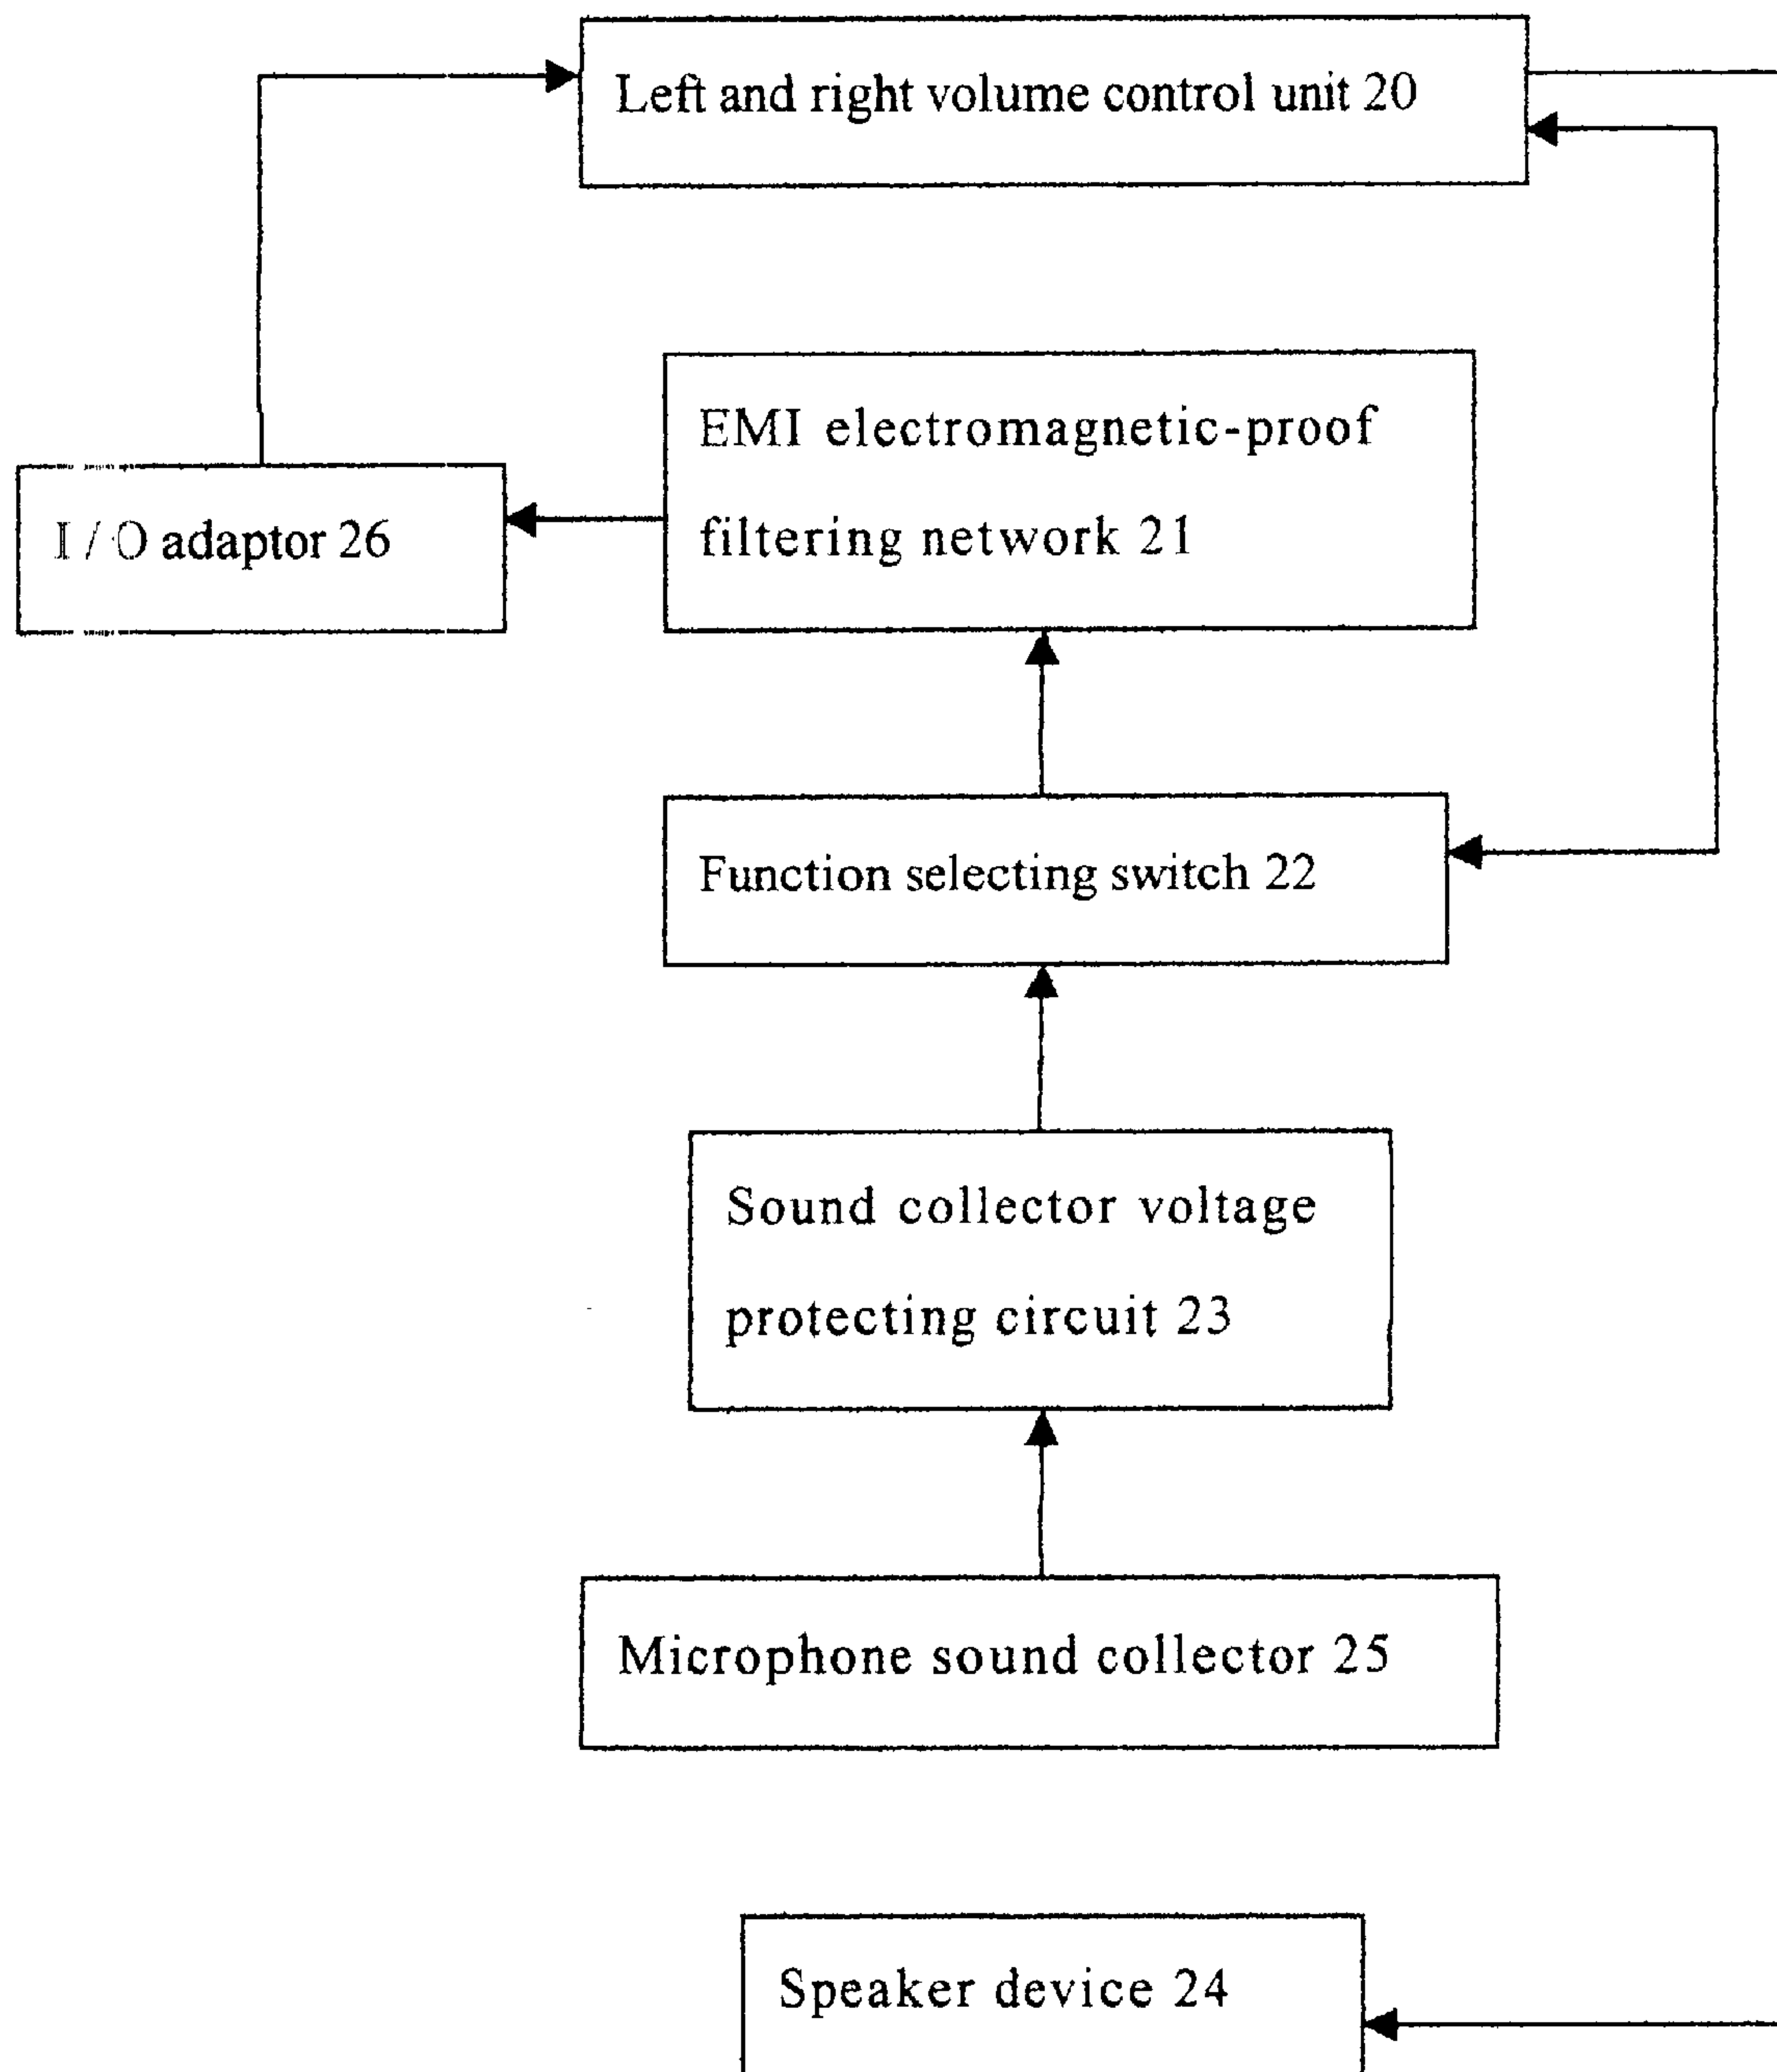 Left and right volume control unit 20
EMI electromagnetic-proof
filtering network 21
I / O adaptor 26
Function selecting switch 22
Sound collector voltage
protecting circuit 23
Microphone sound collector 25
Speaker device 24